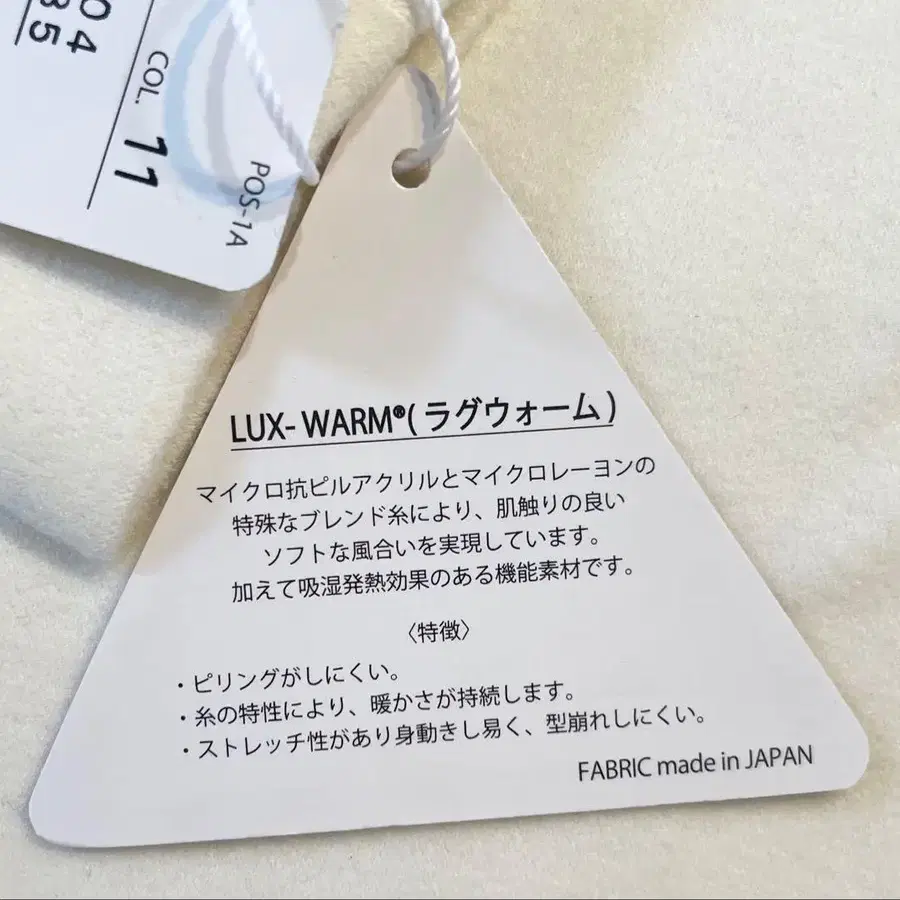 04
35
COL. 11
POS-1A
LUX- WARM®(ラグウォーム)
マイクロ抗ピルアクリルとマイクロレーヨンの
特殊なブレンド糸により、肌触りの良い
ソフトな風合いを実現しています。
加えて吸湿発熱効果のある機能素材です。
〈特徴〉
・ピリングがしにくい。
・糸の特性により、暖かさが持続します。
・ストレッチ性があり身動きし易く、型崩れしにくい。
FABRIC made in JAPAN